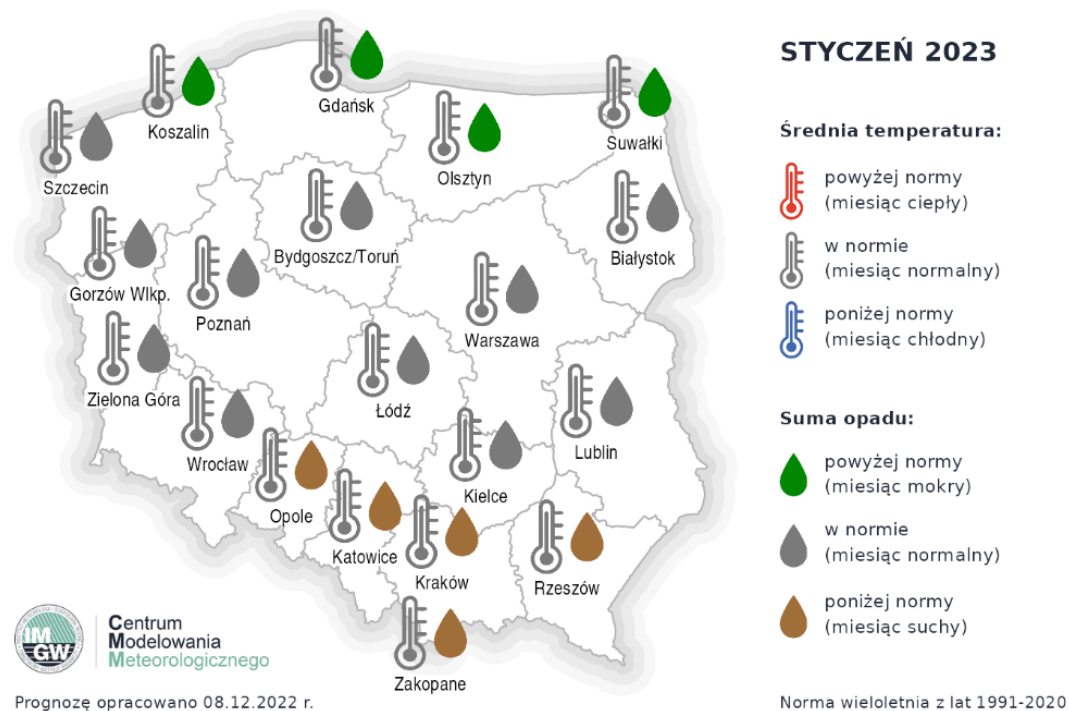 STYCZEŃ 2023
Gdańsk
Koszalin
Suwałki
Szczecin
Olsztyn
Bydgoszcz/Toruń
Białystok
Gorzów Wlkp.
Poznań
Warszawa
Zielona Góra
Łódź
Lublin
Wrocław
Kielce
Opole
Katowice
Kraków
Rzeszów
Zakopane
Średnia temperatura:
powyżej normy
(miesiąc ciepły)
w normie
(miesiąc normalny)
poniżej normy
(miesiąc chłodny)
Suma opadu:
powyżej normy
(miesiąc mokry)
w normie
(miesiąc normalny)
poniżej normy
(miesiąc suchy)
IM
GW
Centrum
Modelowania
Meteorologicznego
Prognozę opracowano 08.12.2022 r.
Norma wieloletnia z lat 1991-2020